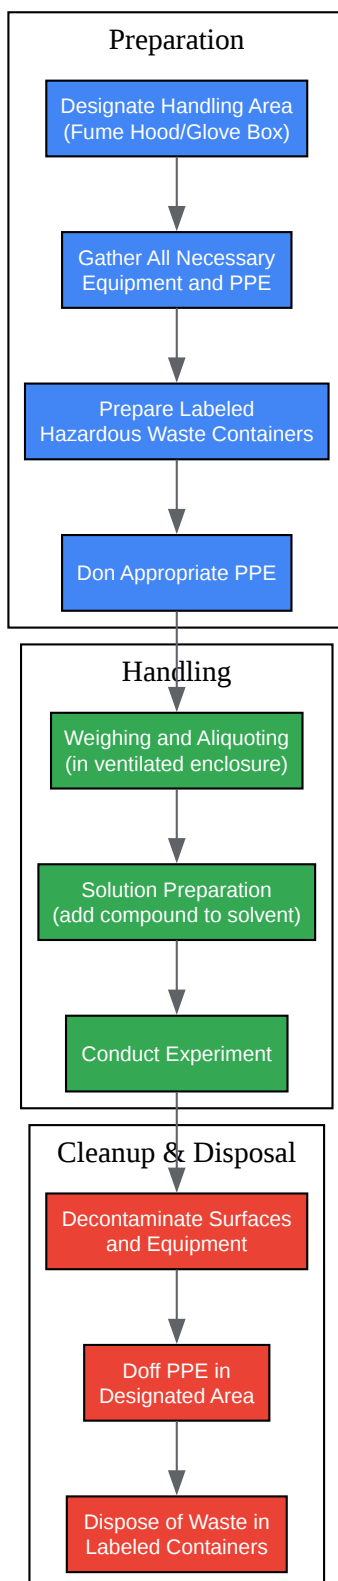 Preparation
Designate Handling Area
(Fume Hood/Glove Box)
Gather All Necessary
Equipment and PPE
Prepare Labeled
Hazardous Waste Containers
Don Appropriate PPE
Handling
Weighing and Aliquoting
(in ventilated enclosure)
Solution Preparation
(add compound to solvent)
Conduct Experiment
Cleanup & Disposal
Decontaminate Surfaces
and Equipment
Doff PPE in
Designated Area
Dispose of Waste in
Labeled Containers